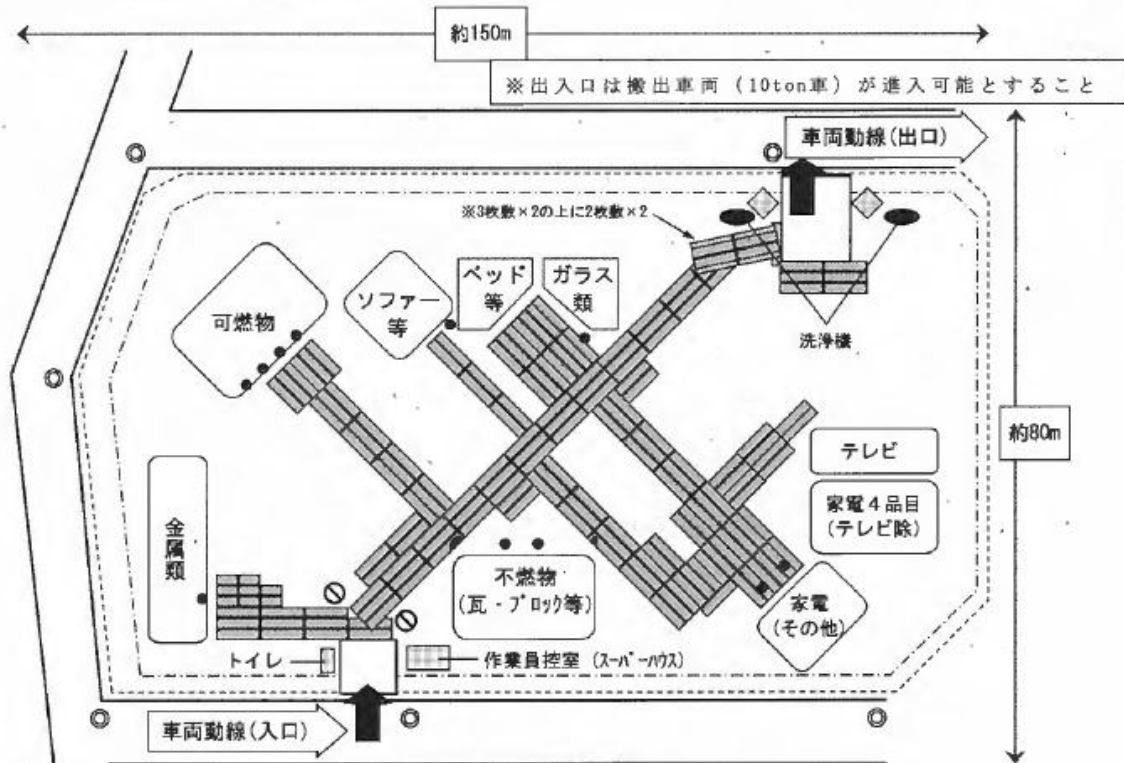 約150m
※出入口は搬出車両（10ton車）が進入可能とすること
車両動線(出口)
※3枚敷×2の上に2枚敷×2
ベッド
等
ガラス
類
ソファー
等
可燃物
洗浄機
約80m
テレビ
家電４品目
(テレビ除)
金属類
不燃物
(瓦・ブロック等)
家電
(その他)
トイレ
作業員控室（スーパーハウス）
車両動線(入口)